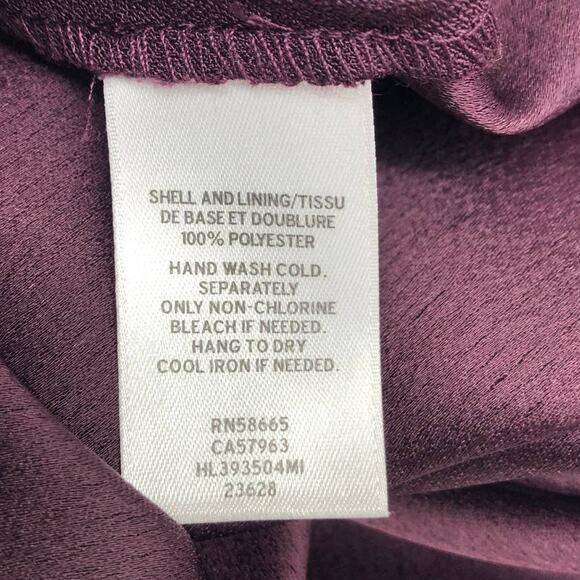 SHELL AND LINING/TISSU
DE BASE ET DOUBLURE
100% POLYESTER
HAND WASH COLD.
SEPARATELY
ONLY NON-CHLORINE
BLEACH IF NEEDED.
HANG TO DRY
COOL IRON IF NEEDED.
RN58665
CA57963
HL393504MI
23628